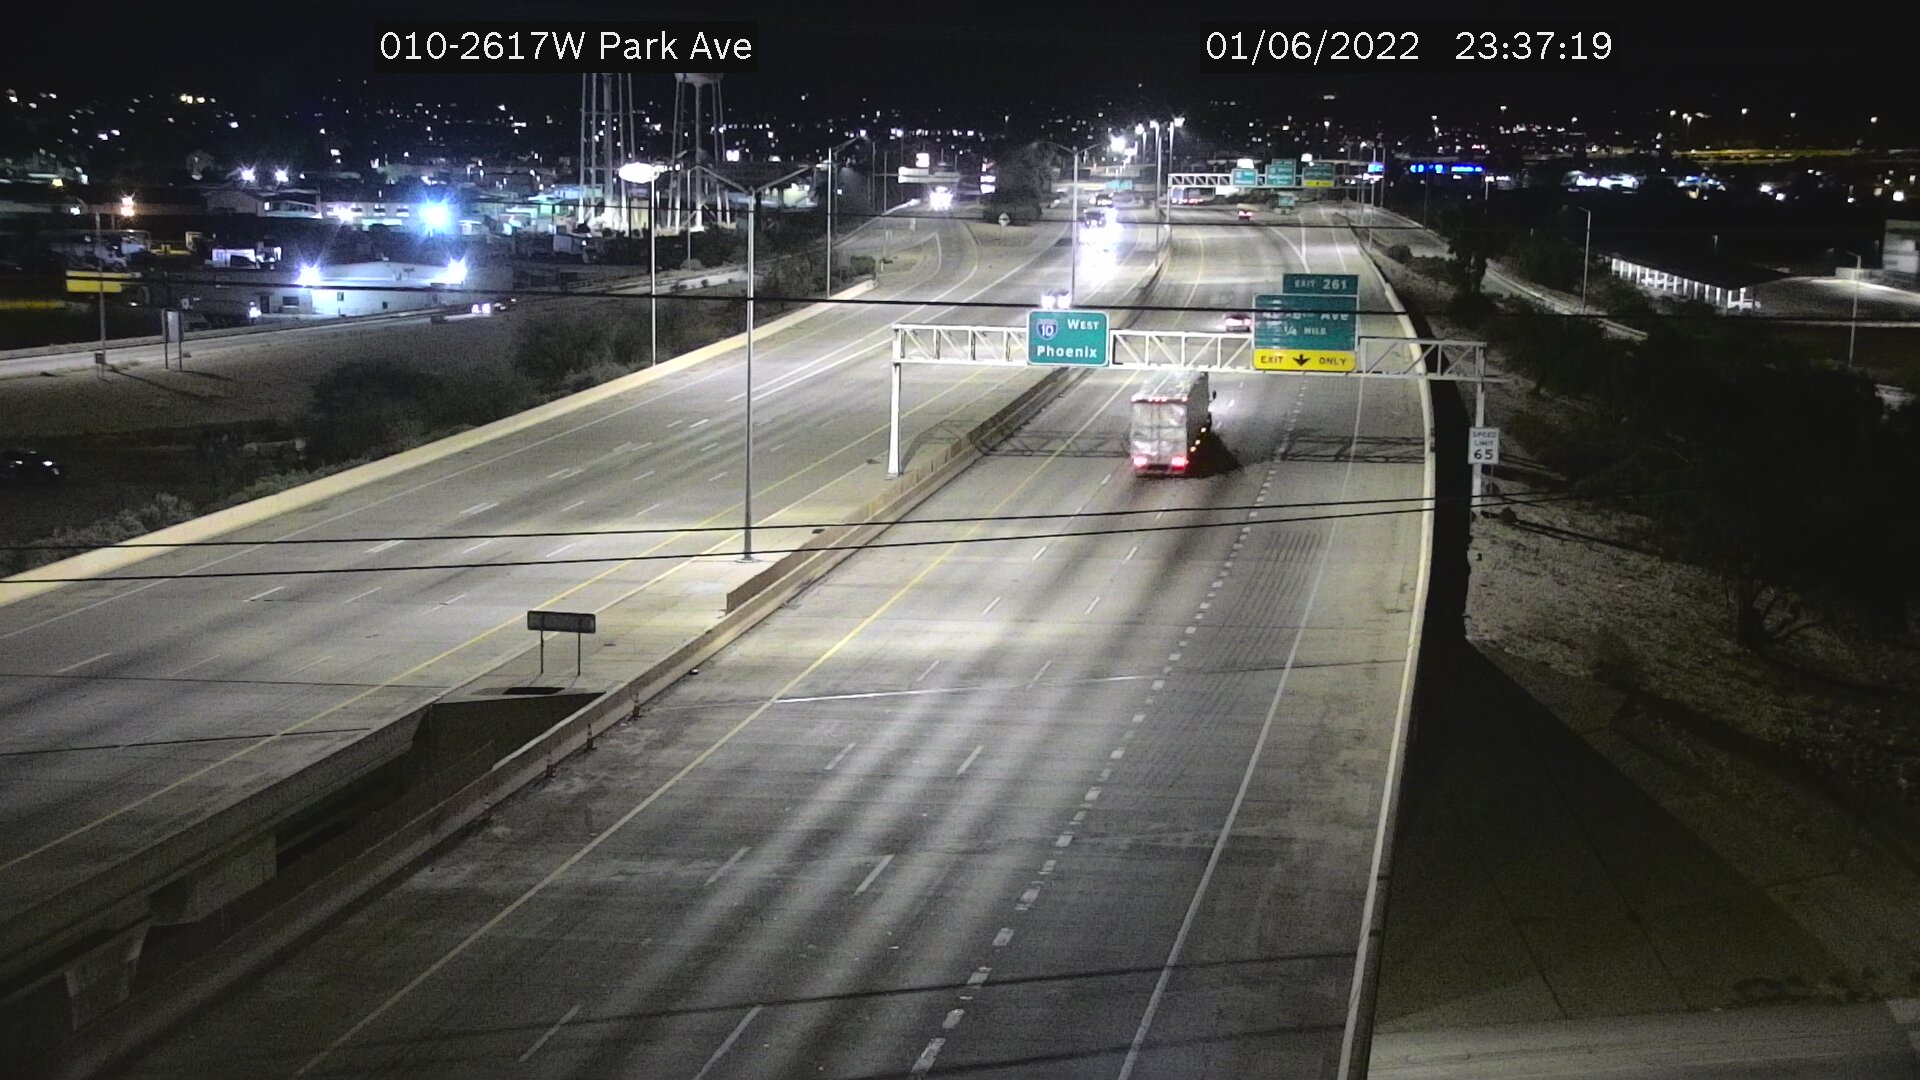 010-2617W Park Ave
01/06/2022 23:37:19
EXIT 261
Ave
1/4 MILE
EXIT ONLY
10 WEST
Phoenix
SPEED
LIMIT
65